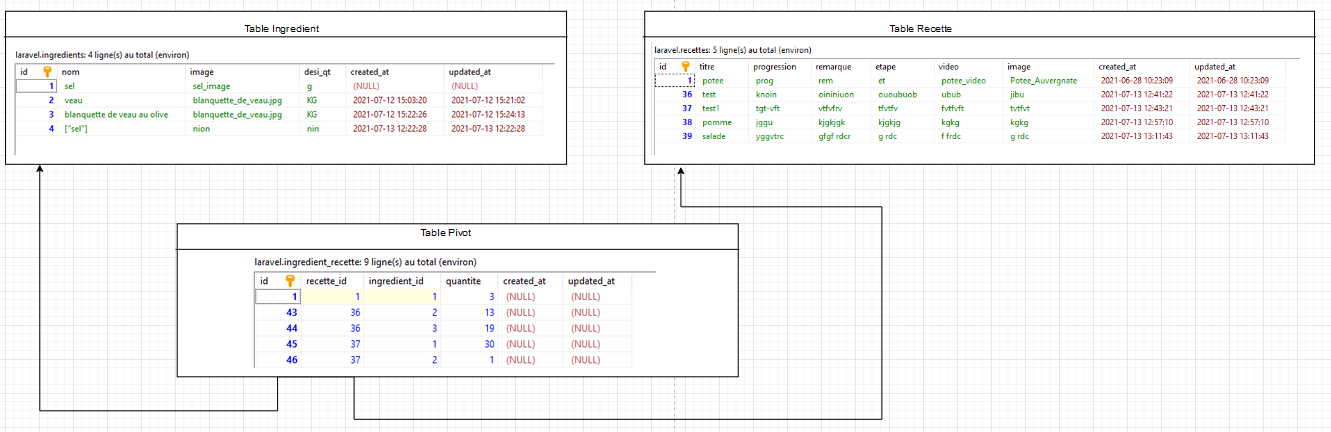 Table Ingredient
laravel.ingredients: 4 ligne(s) au total (environ)
id nom image desi_qt created_at updated_at
1 sel sel_image g (NULL) (NULL)
2 veau blanquette_de_veau.jpg KG 2021-07-12 15:03:20 2021-07-12 15:21:02
3 blanquette de veau au olive blanquette_de_veau.jpg KG 2021-07-12 15:22:26 2021-07-12 15:24:13
4 ["sel"] nion nin 2021-07-13 12:22:28 2021-07-13 12:22:28
Table Recette
laravel.recettes: 5 ligne(s) au total (environ)
id titre progression remarque etape video image created_at updated_at
1 potee prog rem et potee_video Potee_Auvergnate 2021-06-28 10:23:09 2021-06-28 10:23:09
36 test knoin oininiuon ououbuob ubub jibu 2021-07-13 12:41:22 2021-07-13 12:41:22
37 test1 tgt-vft vtfvfrv tfvtfv fvtfvft tvtfvt 2021-07-13 12:43:21 2021-07-13 12:43:21
38 pomme jggu kjgkjgjk kjgkjg kgkg kgkg 2021-07-13 12:57:10 2021-07-13 12:57:10
39 salade yggvtrc gfgf rdcr g rdc f frdc g rdc 2021-07-13 13:11:43 2021-07-13 13:11:43
Table Pivot
laravel.ingredient_recette: 9 ligne(s) au total (environ)
id recette_id ingredient_id quantite created_at updated_at
1 1 1 3 (NULL) (NULL)
43 36 2 13 (NULL) (NULL)
44 36 3 19 (NULL) (NULL)
45 37 1 30 (NULL) (NULL)
46 37 2 1 (NULL) (NULL)